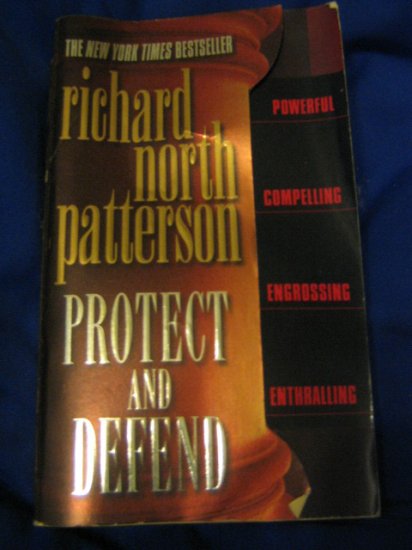 THE NEW YORK TIMES BESTSELLER
richard
north
patterson
PROTECT
AND
DEFEND
POWERFUL
COMPELLING
ENGROSSING
ENTHRALLING